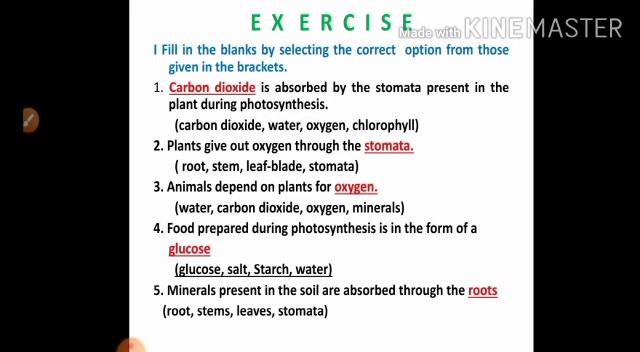 E X E R C I S E
Made with KINEMASTER
I Fill in the blanks by selecting the correct option from those
given in the brackets.
1. Carbon dioxide is absorbed by the stomata present in the
plant during photosynthesis.
(carbon dioxide, water, oxygen, chlorophyll)
2. Plants give out oxygen through the stomata.
( root, stem, leaf-blade, stomata)
3. Animals depend on plants for oxygen.
(water, carbon dioxide, oxygen, minerals)
4. Food prepared during photosynthesis is in the form of a
glucose
(glucose, salt, Starch, water)
5. Minerals present in the soil are absorbed through the roots
(root, stems, leaves, stomata)